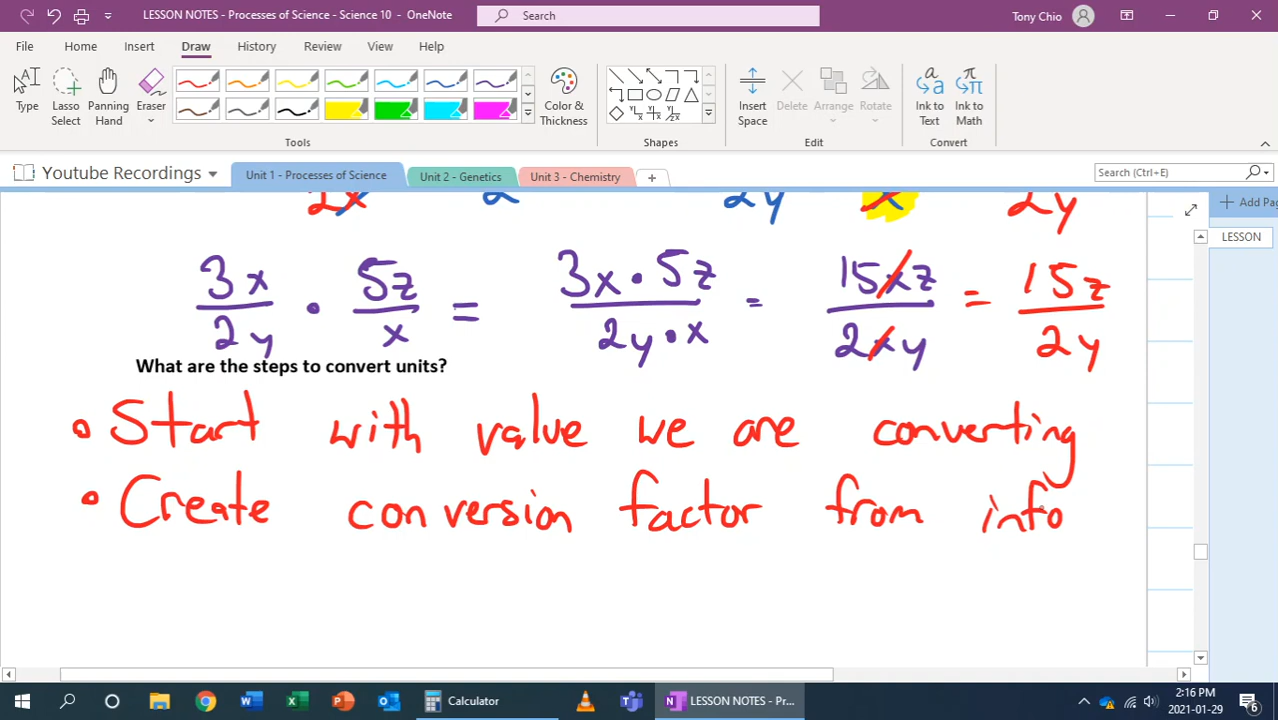 LESSON NOTES - Processes of Science - Science 10 - OneNote
Search
Tony Chio
File Home Insert Draw History Review View Help
Type
Lasso Select
Panning Hand
Eraser
Color & Thickness
Insert Space
Delete
Arrange
Rotate
Ink to Text
Ink to Math
Tools
Shapes
Edit
Convert
Youtube Recordings
Unit 1 - Processes of Science
Unit 2 - Genetics
Unit 3 - Chemistry
Search (Ctrl+E)
Add Pag
LESSON
2x 2 2y x 2y
3x/2y · 5z/x = 3x·5z/2y·x = 15xz/2xy = 15z/2y
What are the steps to convert units?
• Start with value we are converting
• Create conversion factor from info
Calculator
LESSON NOTES - Pr...
2:16 PM
2021-01-29
6